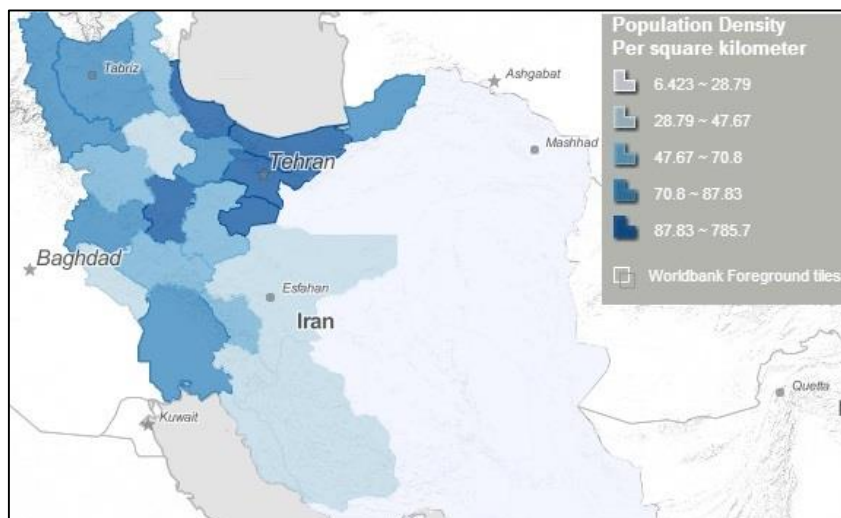 Population Density
Per square kilometer
6.423 ~ 28.79
28.79 ~ 47.67
47.67 ~ 70.8
70.8 ~ 87.83
87.83 ~ 785.7
Worldbank Foreground tiles
Tabriz
Ashgabat
Mashhad
Tehran
Baghdad
Esfahan
Iran
Quetta
Kuwait